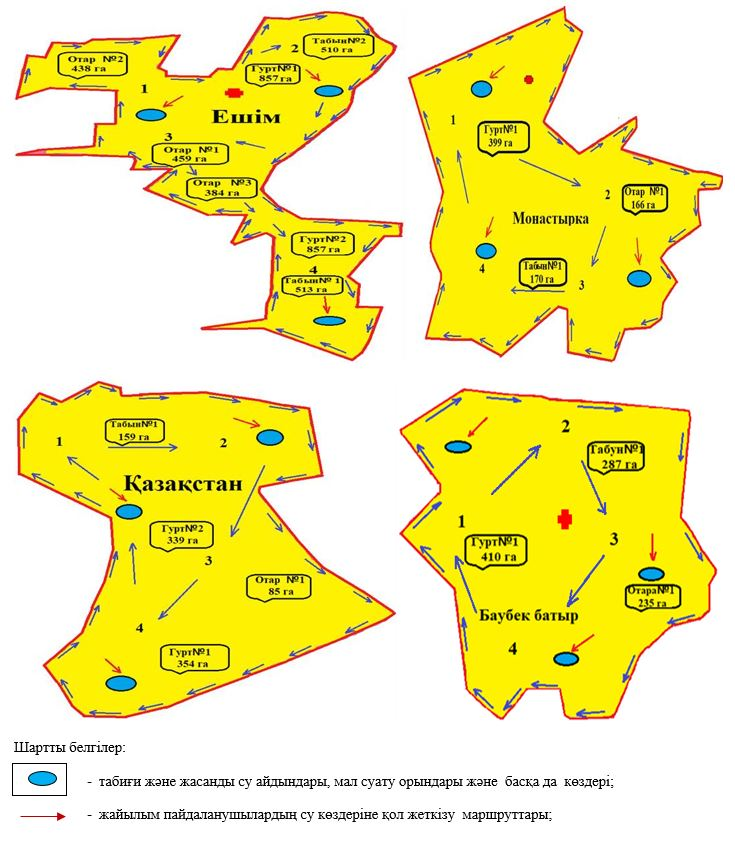 Табын№2
510 га
2
Отар №2
438 га
Гурт№1
857 га
1
Ешім
3
Отар №1
459 га
Отар №3
384 га
Гурт№2
857 га
4
Табын№ 1
513 га
1
Гурт№1
399 га
2
Отар №1
166 га
Монастырка
4
Табын№1
170 га
3
Табын№1
159 га
1
2
Қазақстан
Гурт№2
339 га
3
Отар №1
85 га
4
Гурт№1
354 га
2
Табун№1
287 га
1
3
Гурт№1
410 га
Отара№1
235 га
Баубек батыр
4
Шартты белгілер:
- табиғи және жасанды су айдындары, мал суату орындары және басқа да көздері;
- жайылым пайдаланушылардың су көздеріне қол жеткізу маршруттары;